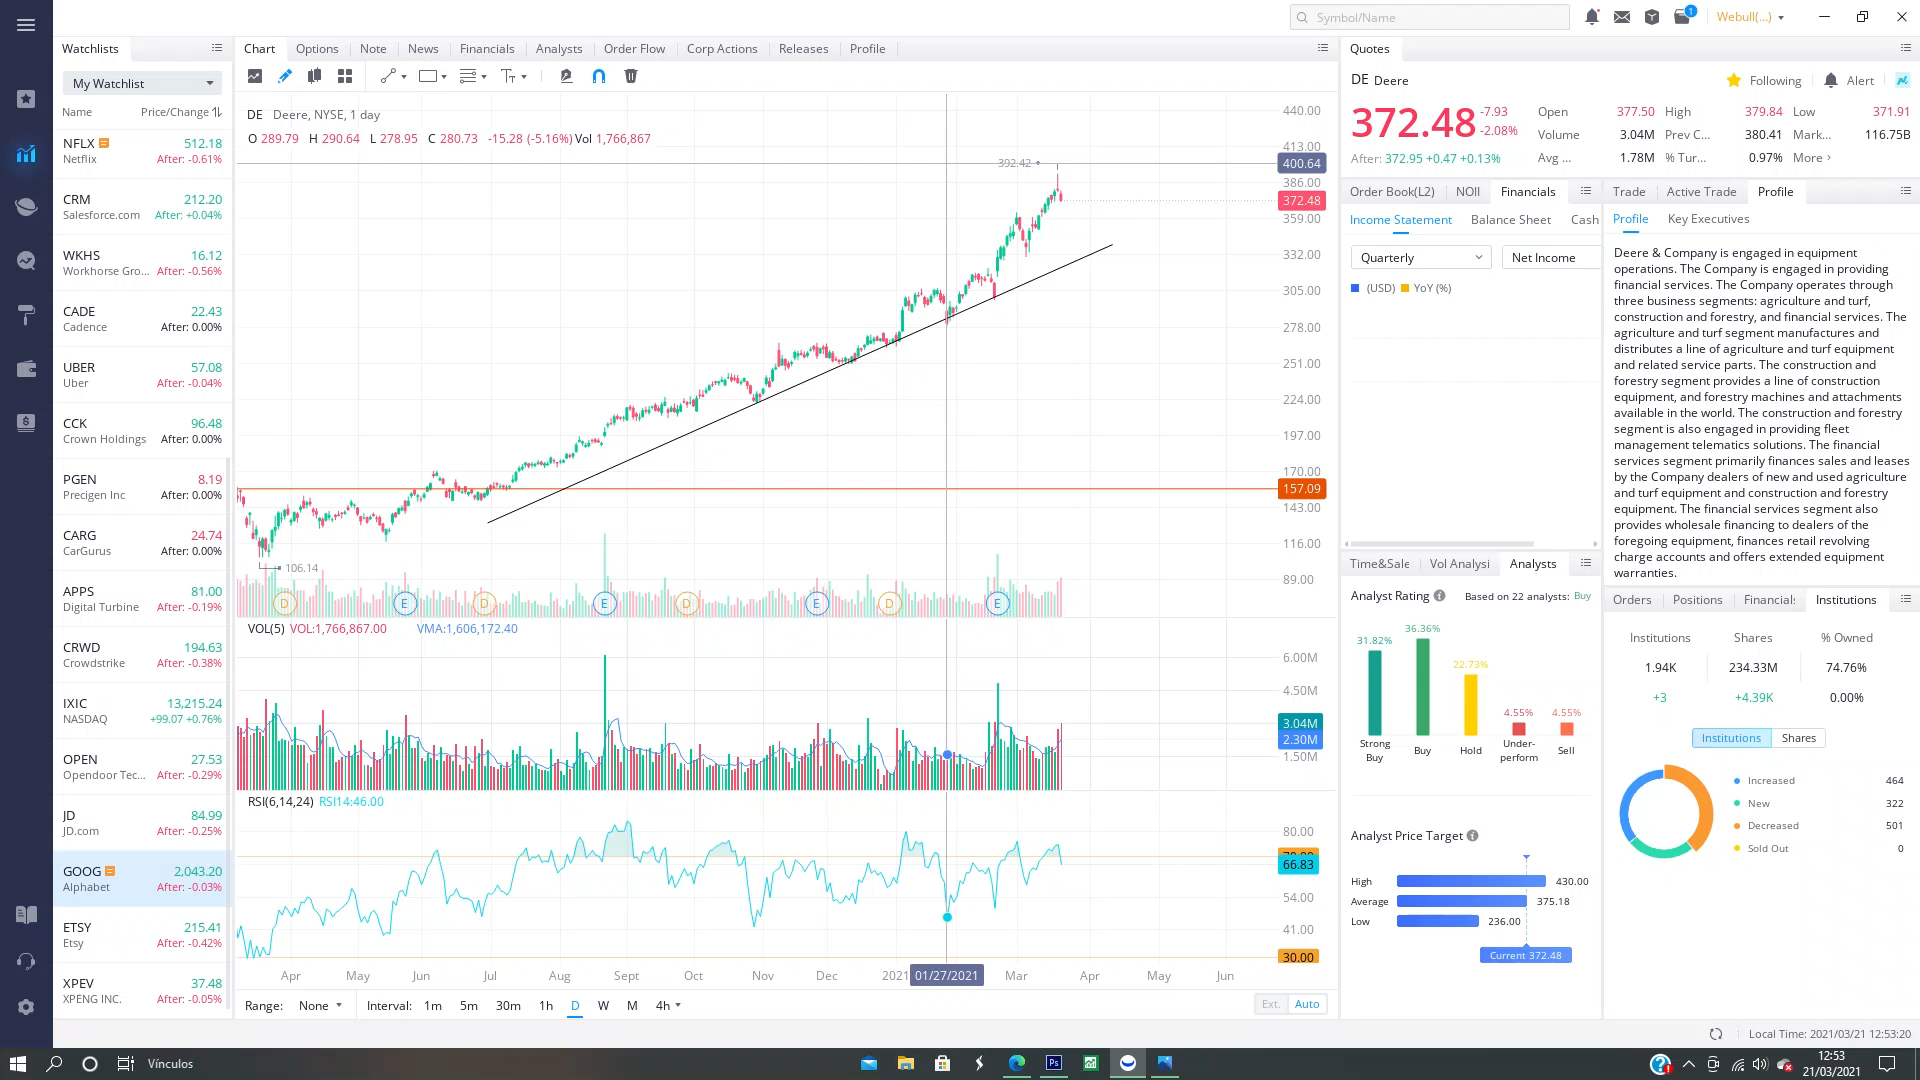 Symbol/Name
1
Webull(...)
Watchlists
My Watchlist
Name Price/Change
NFLX 512.18
Netflix After: -0.61%
CRM 212.20
Salesforce.com After: +0.04%
WKHS 16.12
Workhorse Gro... After: -0.56%
CADE 22.43
Cadence After: 0.00%
UBER 57.08
Uber After: -0.04%
CCK 96.48
Crown Holdings After: 0.00%
PGEN 8.19
Precigen Inc After: 0.00%
CARG 24.74
CarGurus After: 0.00%
APPS 81.00
Digital Turbine After: -0.19%
CRWD 194.63
Crowdstrike After: -0.38%
IXIC 13,215.24
NASDAQ +99.07 +0.76%
OPEN 27.53
Opendoor Tec... After: -0.29%
JD 84.99
JD.com After: -0.25%
GOOG 2,043.20
Alphabet After: -0.03%
ETSY 215.41
Etsy After: -0.42%
XPEV 37.48
XPENG INC. After: -0.05%
Chart Options Note News Financials Analysts Order Flow Corp Actions Releases Profile
DE Deere, NYSE, 1 day
O 289.79 H 290.64 L 278.95 C 280.73 -15.28 (-5.16%) Vol 1,766,867
392.42
106.14
440.00
413.00
400.64
386.00
372.48
359.00
332.00
305.00
278.00
251.00
224.00
197.00
170.00
157.09
143.00
116.00
89.00
D E D E D E D E
VOL(5) VOL:1,766,867.00 VMA:1,606,172.40
6.00M
4.50M
3.04M
2.30M
1.50M
RSI(6,14,24) RSI14:46.00
80.00
66.83
54.00
41.00
30.00
Apr May Jun Jul Aug Sept Oct Nov Dec 2021 01/27/2021 Mar Apr May Jun
Range: None Interval: 1m 5m 30m 1h D W M 4h Ext. Auto
Quotes
DE Deere Following Alert
372.48 -7.93 -2.08%
After: 372.95 +0.47 +0.13%
Open 377.50 High 379.84 Low 371.91
Volume 3.04M Prev C... 380.41 Mark... 116.75B
Avg ... 1.78M % Tur... 0.97% More
Order Book(L2) NOII Financials
Income Statement Balance Sheet Cash
Quarterly Net Income
(USD) YoY (%)
Time&Sale Vol Analysi Analysts
Analyst Rating Based on 22 analysts: Buy
31.82% 36.36% 22.73% 4.55% 4.55%
Strong Buy Buy Hold Under-perform Sell
Analyst Price Target
High 430.00
Average 375.18
Low 236.00
Current 372.48
Trade Active Trade Profile
Profile Key Executives
Deere & Company is engaged in equipment
operations. The Company is engaged in providing
financial services. The Company operates through
three business segments: agriculture and turf,
construction and forestry, and financial services. The
agriculture and turf segment manufactures and
distributes a line of agriculture and turf equipment
and related service parts. The construction and
forestry segment provides a line of construction
equipment, and forestry machines and attachments
available in the world. The construction and forestry
segment is also engaged in providing fleet
management telematics solutions. The financial
services segment primarily finances sales and leases
by the Company dealers of new and used agriculture
and turf equipment and construction and forestry
equipment. The financial services segment also
provides wholesale financing to dealers of the
foregoing equipment, finances retail revolving
charge accounts and offers extended equipment
warranties.
Orders Positions Financials Institutions
Institutions Shares % Owned
1.94K 234.33M 74.76%
+3 +4.39K 0.00%
Institutions Shares
Increased 464
New 322
Decreased 501
Sold Out 0
Local Time: 2021/03/21 12:53:20
Vínculos
Ps
12:53
21/03/2021